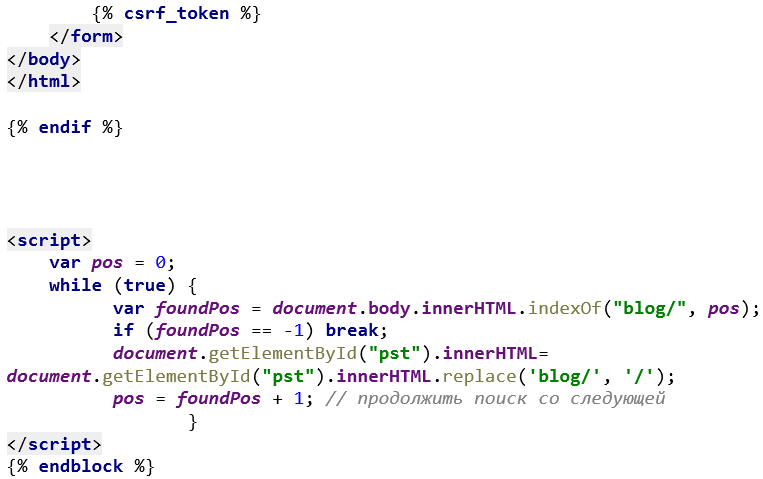 {% csrf_token %}
</form>
</body>
</html>
{% endif %}
<script>
var pos = 0;
while (true) {
var foundPos = document.body.innerHTML.indexOf("blog/", pos);
if (foundPos == -1) break;
document.getElementById("pst").innerHTML=
document.getElementById("pst").innerHTML.replace('blog/', '/');
pos = foundPos + 1; // продолжить поиск со следующей
}
</script>
{% endblock %}